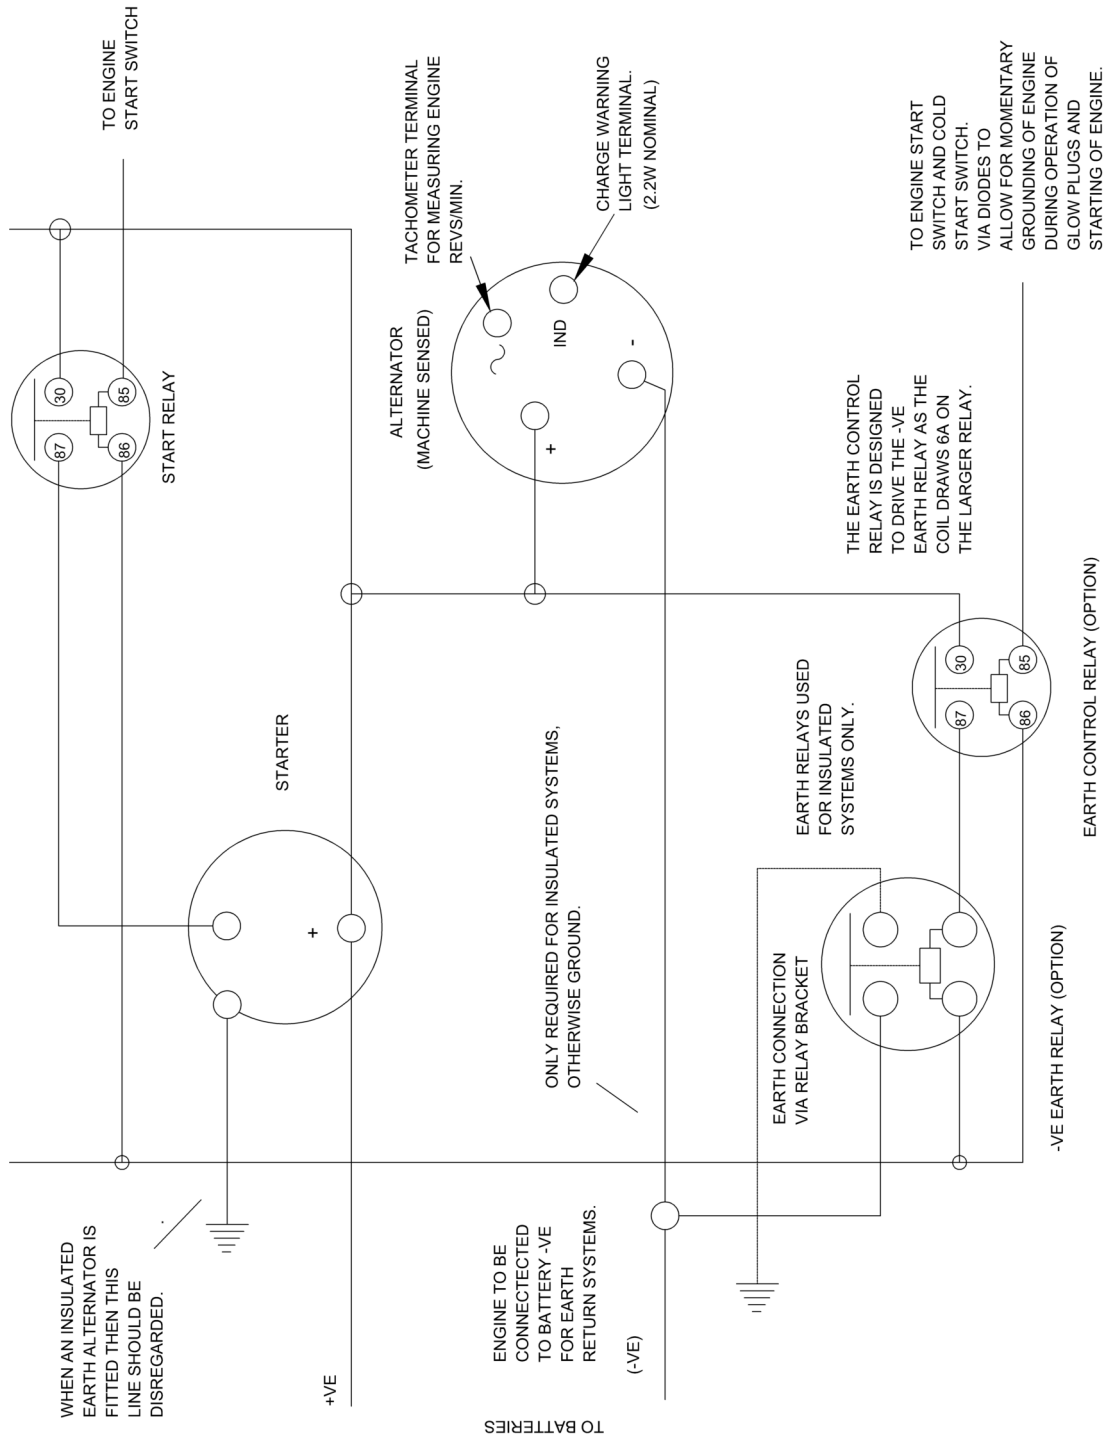 TO ENGINE
START SWITCH
30
87
85
86
START RELAY
TACHOMETER TERMINAL
FOR MEASURING ENGINE
REVS/MIN.
CHARGE WARNING
LIGHT TERMINAL.
(2.2W NOMINAL)
ALTERNATOR
(MACHINE SENSED)
IND
+
-
TO ENGINE START
SWITCH AND COLD
START SWITCH.
VIA DIODES TO
ALLOW FOR MOMENTARY
GROUNDING OF ENGINE
DURING OPERATION OF
GLOW PLUGS AND
STARTING OF ENGINE.
THE EARTH CONTROL
RELAY IS DESIGNED
TO DRIVE THE -VE
EARTH RELAY AS THE
COIL DRAWS 6A ON
THE LARGER RELAY.
STARTER
+
ONLY REQUIRED FOR INSULATED SYSTEMS,
OTHERWISE GROUND.
EARTH RELAYS USED
FOR INSULATED
SYSTEMS ONLY.
30
87
85
86
EARTH CONTROL RELAY (OPTION)
EARTH CONNECTION
VIA RELAY BRACKET
-VE EARTH RELAY (OPTION)
WHEN AN INSULATED
EARTH ALTERNATOR IS
FITTED THEN THIS
LINE SHOULD BE
DISREGARDED.
+VE
ENGINE TO BE
CONNECTECTED
TO BATTERY -VE
FOR EARTH
RETURN SYSTEMS.
(-VE)
TO BATTERIES